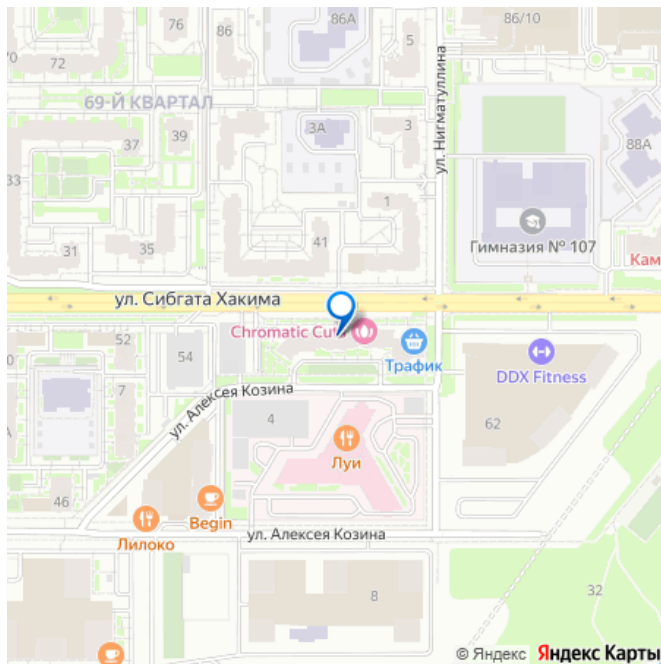 76
86
86А
5
86/10
70
72
69-Й КВАРТАЛ
ул. Нигматуллина
39
3А
3
37
88А
33
1
31
35
41
Гимназия № 107
Кам
ул. Сибгата Хакима
Chromatic Cuts
52
54
Трафик
DDX Fitness
7
ул. Алексея Козина
4
62
Луи
46
Begin
Лилоко
ул. Алексея Козина
32
8
© Яндекс Яндекс Карты